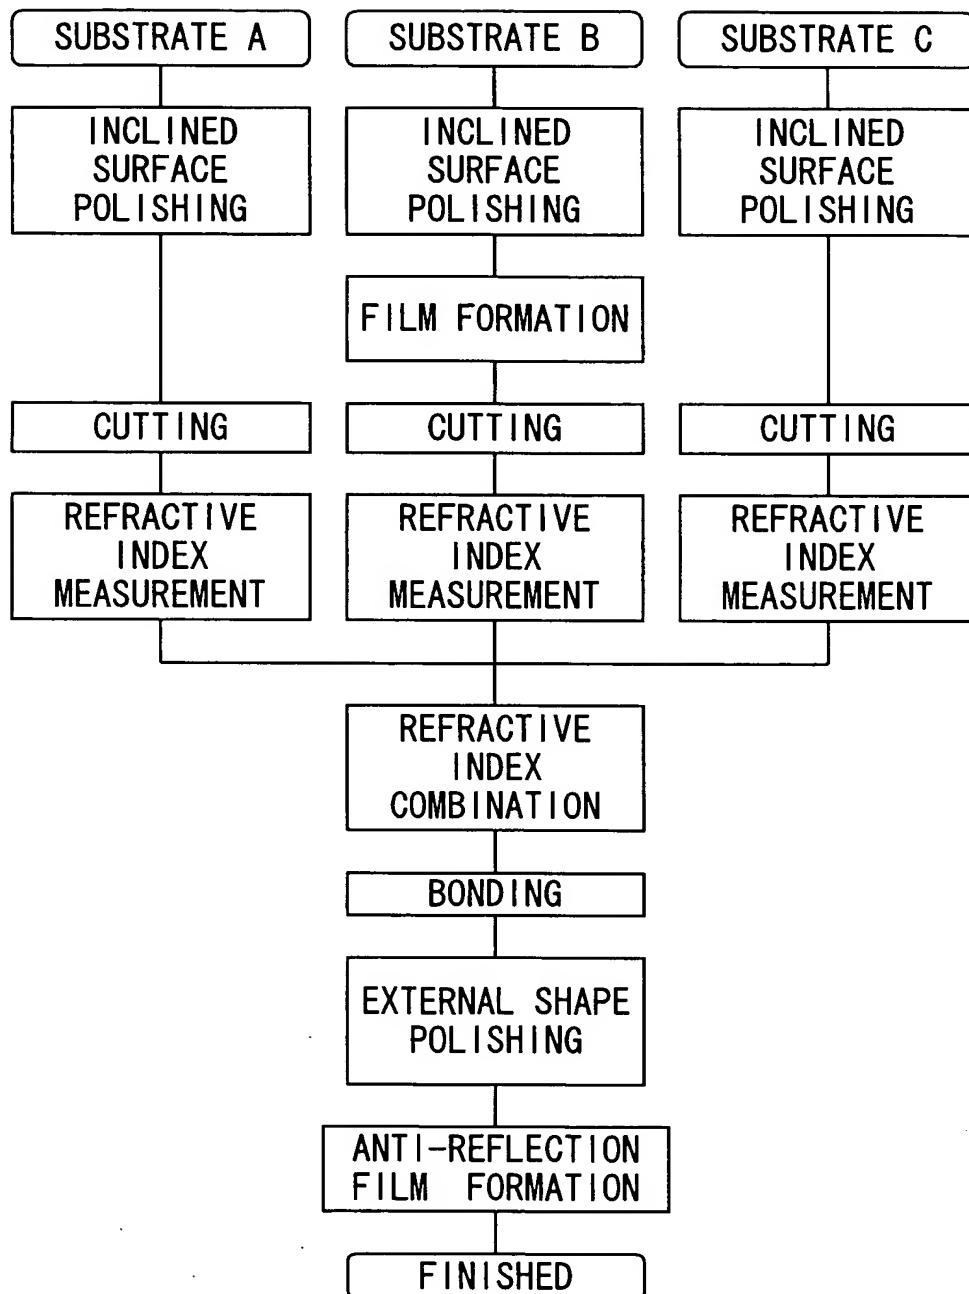 SUBSTRATE A
SUBSTRATE B
SUBSTRATE C
INCLINED
SURFACE
POLISHING
INCLINED
SURFACE
POLISHING
INCLINED
SURFACE
POLISHING
FILM FORMATION
CUTTING
CUTTING
CUTTING
REFRACTIVE
INDEX
MEASUREMENT
REFRACTIVE
INDEX
MEASUREMENT
REFRACTIVE
INDEX
MEASUREMENT
REFRACTIVE
INDEX
COMBINATION
BONDING
EXTERNAL SHAPE
POLISHING
ANTI-REFLECTION
FILM FORMATION
FINISHED